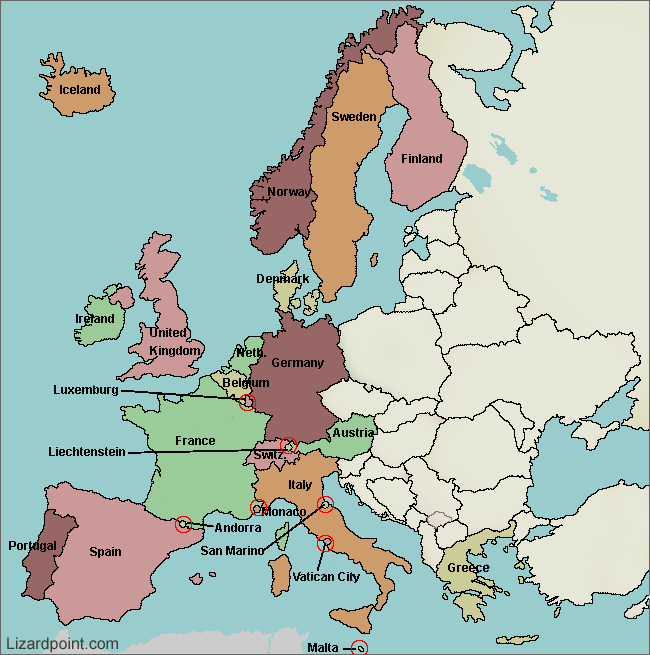 Iceland
Sweden
Finland
Norway
Denmark
Ireland
United
Kingdom
Neth.
Germany
Belgium
Luxemburg
France
Austria
Liechtenstein
Switz.
Italy
Monaco
Andorra
San Marino
Portugal
Spain
Vatican City
Greece
Lizardpoint.com
Malta